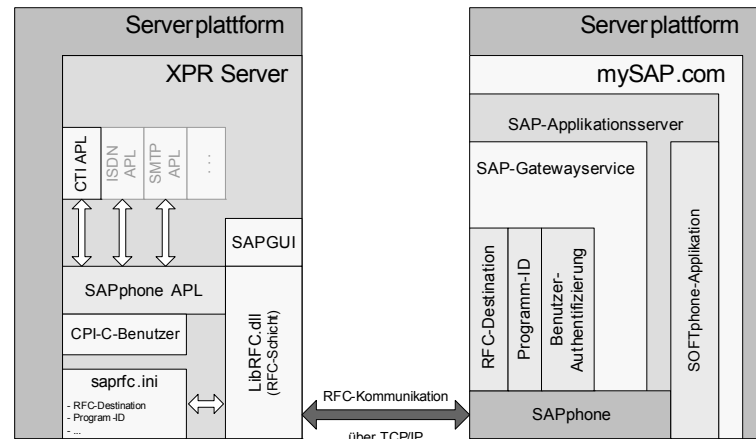 Serverplattform
XPR Server
CTI APL
ISDN
APL
SMTP
APL
. . .
SAPGUI
SAPphone APL
CPI-C-Benutzer
LibRFC.dll
(RFC-Schicht)
saprfc.ini
- RFC-Destination
- Program -ID
- ...
RFC-Kommunikation
über TCP/IP
Serverplattform
mySAP.com
SAP-Applikationsserver
SAP-Gatewayservice
RFC-Destination
Programm-ID
Benutzer-
Authentifizierung
SOFTphone-Applikation
SAPphone